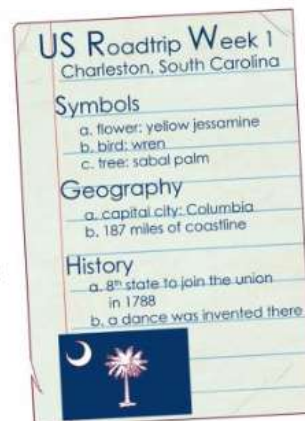 US Roadtrip Week 1
Charleston, South Carolina
Symbols
a. flower: yellow jessamine
b. bird: wren
c. tree: sabal palm
Geography
a. capital city: Columbia
b. 187 miles of coastline
History
a. 8th state to join the union
in 1788
b. a dance was invented there